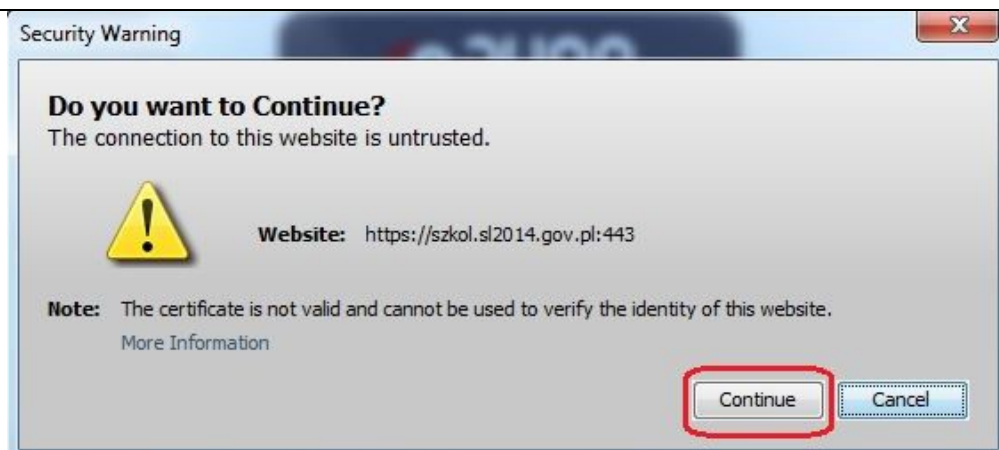 Security Warning
Do you want to Continue?
The connection to this website is untrusted.
Website: https://szkol.sl2014.gov.pl:443
Note: The certificate is not valid and cannot be used to verify the identity of this website.
More Information
Continue Cancel